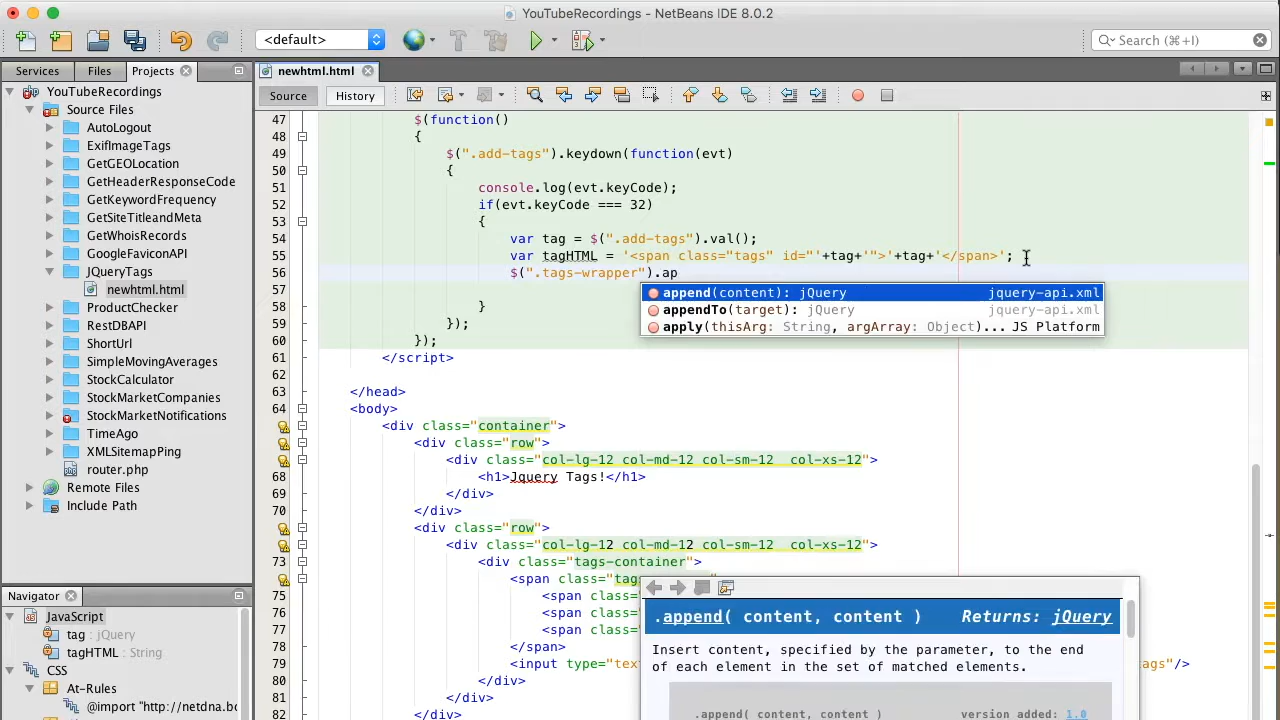 YouTubeRecordings - NetBeans IDE 8.0.2
<default>
Search (⌘+I)
Services Files Projects
newhtml.html
Source History
YouTubeRecordings
Source Files
AutoLogout
ExifImageTags
GetGEOLocation
GetHeaderResponseCode
GetKeywordFrequency
GetSiteTitleandMeta
GetWhoisRecords
GoogleFaviconAPI
JQueryTags
newhtml.html
ProductChecker
RestDBAPI
ShortUrl
SimpleMovingAverages
StockCalculator
StockMarketCompanies
StockMarketNotifications
TimeAgo
XMLSitemapPing
router.php
Remote Files
Include Path
Navigator
JavaScript
tag : jQuery
tagHTML : String
CSS
At-Rules
@import "http://netdna.bo
47 $(function()
48 {
49 $(".add-tags").keydown(function(evt)
50 {
51 console.log(evt.keyCode);
52 if(evt.keyCode === 32)
53 {
54 var tag = $(".add-tags").val();
55 var tagHTML = '<span class="tags" id="'+tag+'">'+tag+'</span>';
56 $(".tags-wrapper").ap
57
58 }
59 });
60 });
61 </script>
62
63 </head>
64 <body>
<div class="container">
<div class="row">
<div class="col-lg-12 col-md-12 col-sm-12  col-xs-12">
68 <h1>Jquery Tags!</h1>
69 </div>
70 </div>
<div class="row">
<div class="col-lg-12 col-md-12 col-sm-12  col-xs-12">
73 <div class="tags-container">
<span class="tags
75 <span class=
76 <span class=
77 <span class=
78 </span>
79 <input type="tex ags"/>
80 </div>
81 </div>
82 </div>
append(content): jQuery jquery-api.xml
appendTo(target): jQuery jquery-api.xml
apply(thisArg: String, argArray: Object)... JS Platform
.append( content, content ) Returns: jQuery
Insert content, specified by the parameter, to the end
of each element in the set of matched elements.
.append( content, content ) version added: 1.0